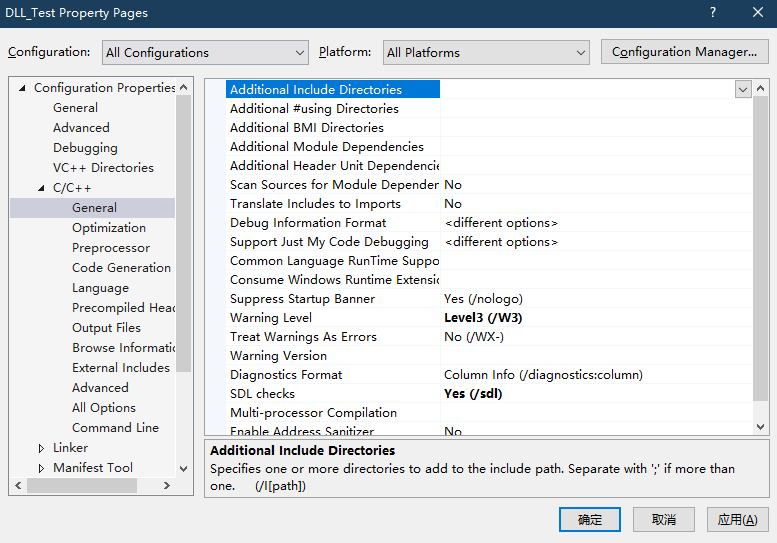 DLL_Test Property Pages
?
Configuration: All Configurations Platform: All Platforms Configuration Manager...
Configuration Properties
General
Advanced
Debugging
VC++ Directories
C/C++
General
Optimization
Preprocessor
Code Generation
Language
Precompiled Head
Output Files
Browse Informatic
External Includes
Advanced
All Options
Command Line
Linker
Manifest Tool
Additional Include Directories
Additional #using Directories
Additional BMI Directories
Additional Module Dependencies
Additional Header Unit Dependencie
Scan Sources for Module Dependen No
Translate Includes to Imports No
Debug Information Format <different options>
Support Just My Code Debugging <different options>
Common Language RunTime Suppo
Consume Windows Runtime Extensio
Suppress Startup Banner Yes (/nologo)
Warning Level Level3 (/W3)
Treat Warnings As Errors No (/WX-)
Warning Version
Diagnostics Format Column Info (/diagnostics:column)
SDL checks Yes (/sdl)
Multi-processor Compilation
Enable Address Sanitizer No
Additional Include Directories
Specifies one or more directories to add to the include path. Separate with ';' if more than
one. (/I[path])
确定 取消 应用(A)